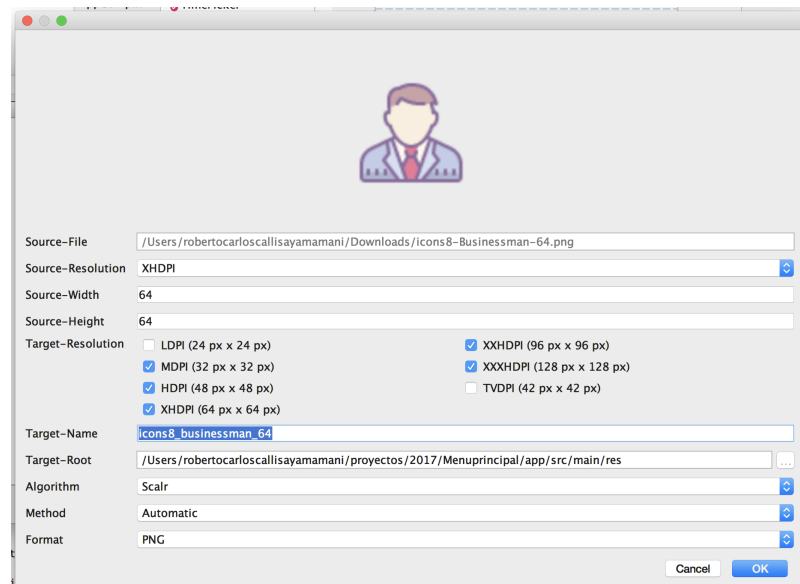 Source-File /Users/robertocarloscallisayamamani/Downloads/icons8-Businessman-64.png
Source-Resolution XHDPI
Source-Width 64
Source-Height 64
Target-Resolution LDPI (24 px x 24 px) XXHDPI (96 px x 96 px)
MDPI (32 px x 32 px) XXXHDPI (128 px x 128 px)
HDPI (48 px x 48 px) TVDPI (42 px x 42 px)
XHDPI (64 px x 64 px)
Target-Name icons8_businessman_64
Target-Root /Users/robertocarloscallisayamamani/proyectos/2017/Menuprincipal/app/src/main/res ...
Algorithm Scalr
Method Automatic
Format PNG
Cancel OK